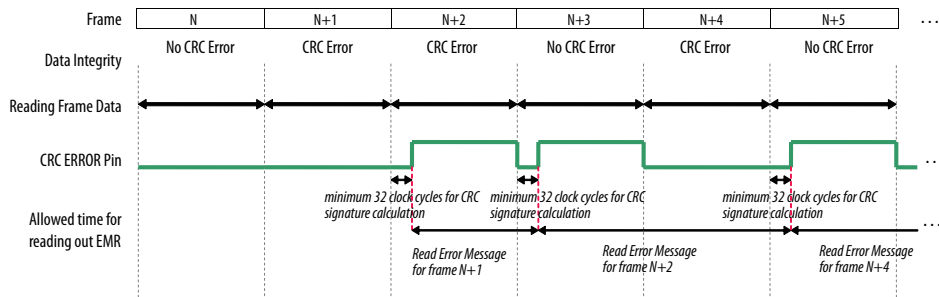 Frame N N+1 N+2 N+3 N+4 N+5 ...
No CRC Error CRC Error CRC Error No CRC Error CRC Error No CRC Error
Data Integrity
Reading Frame Data
CRC ERROR Pin ...
minimum 32 clock cycles for CRC minimum 32 clock cycles for CRC minimum 32 clock cycles for CRC
signature calculation signature calculation signature calculation
Allowed time for
reading out EMR ...
Read Error Message Read Error Message Read Error Message
for frame N+1 for frame N+2 for frame N+4